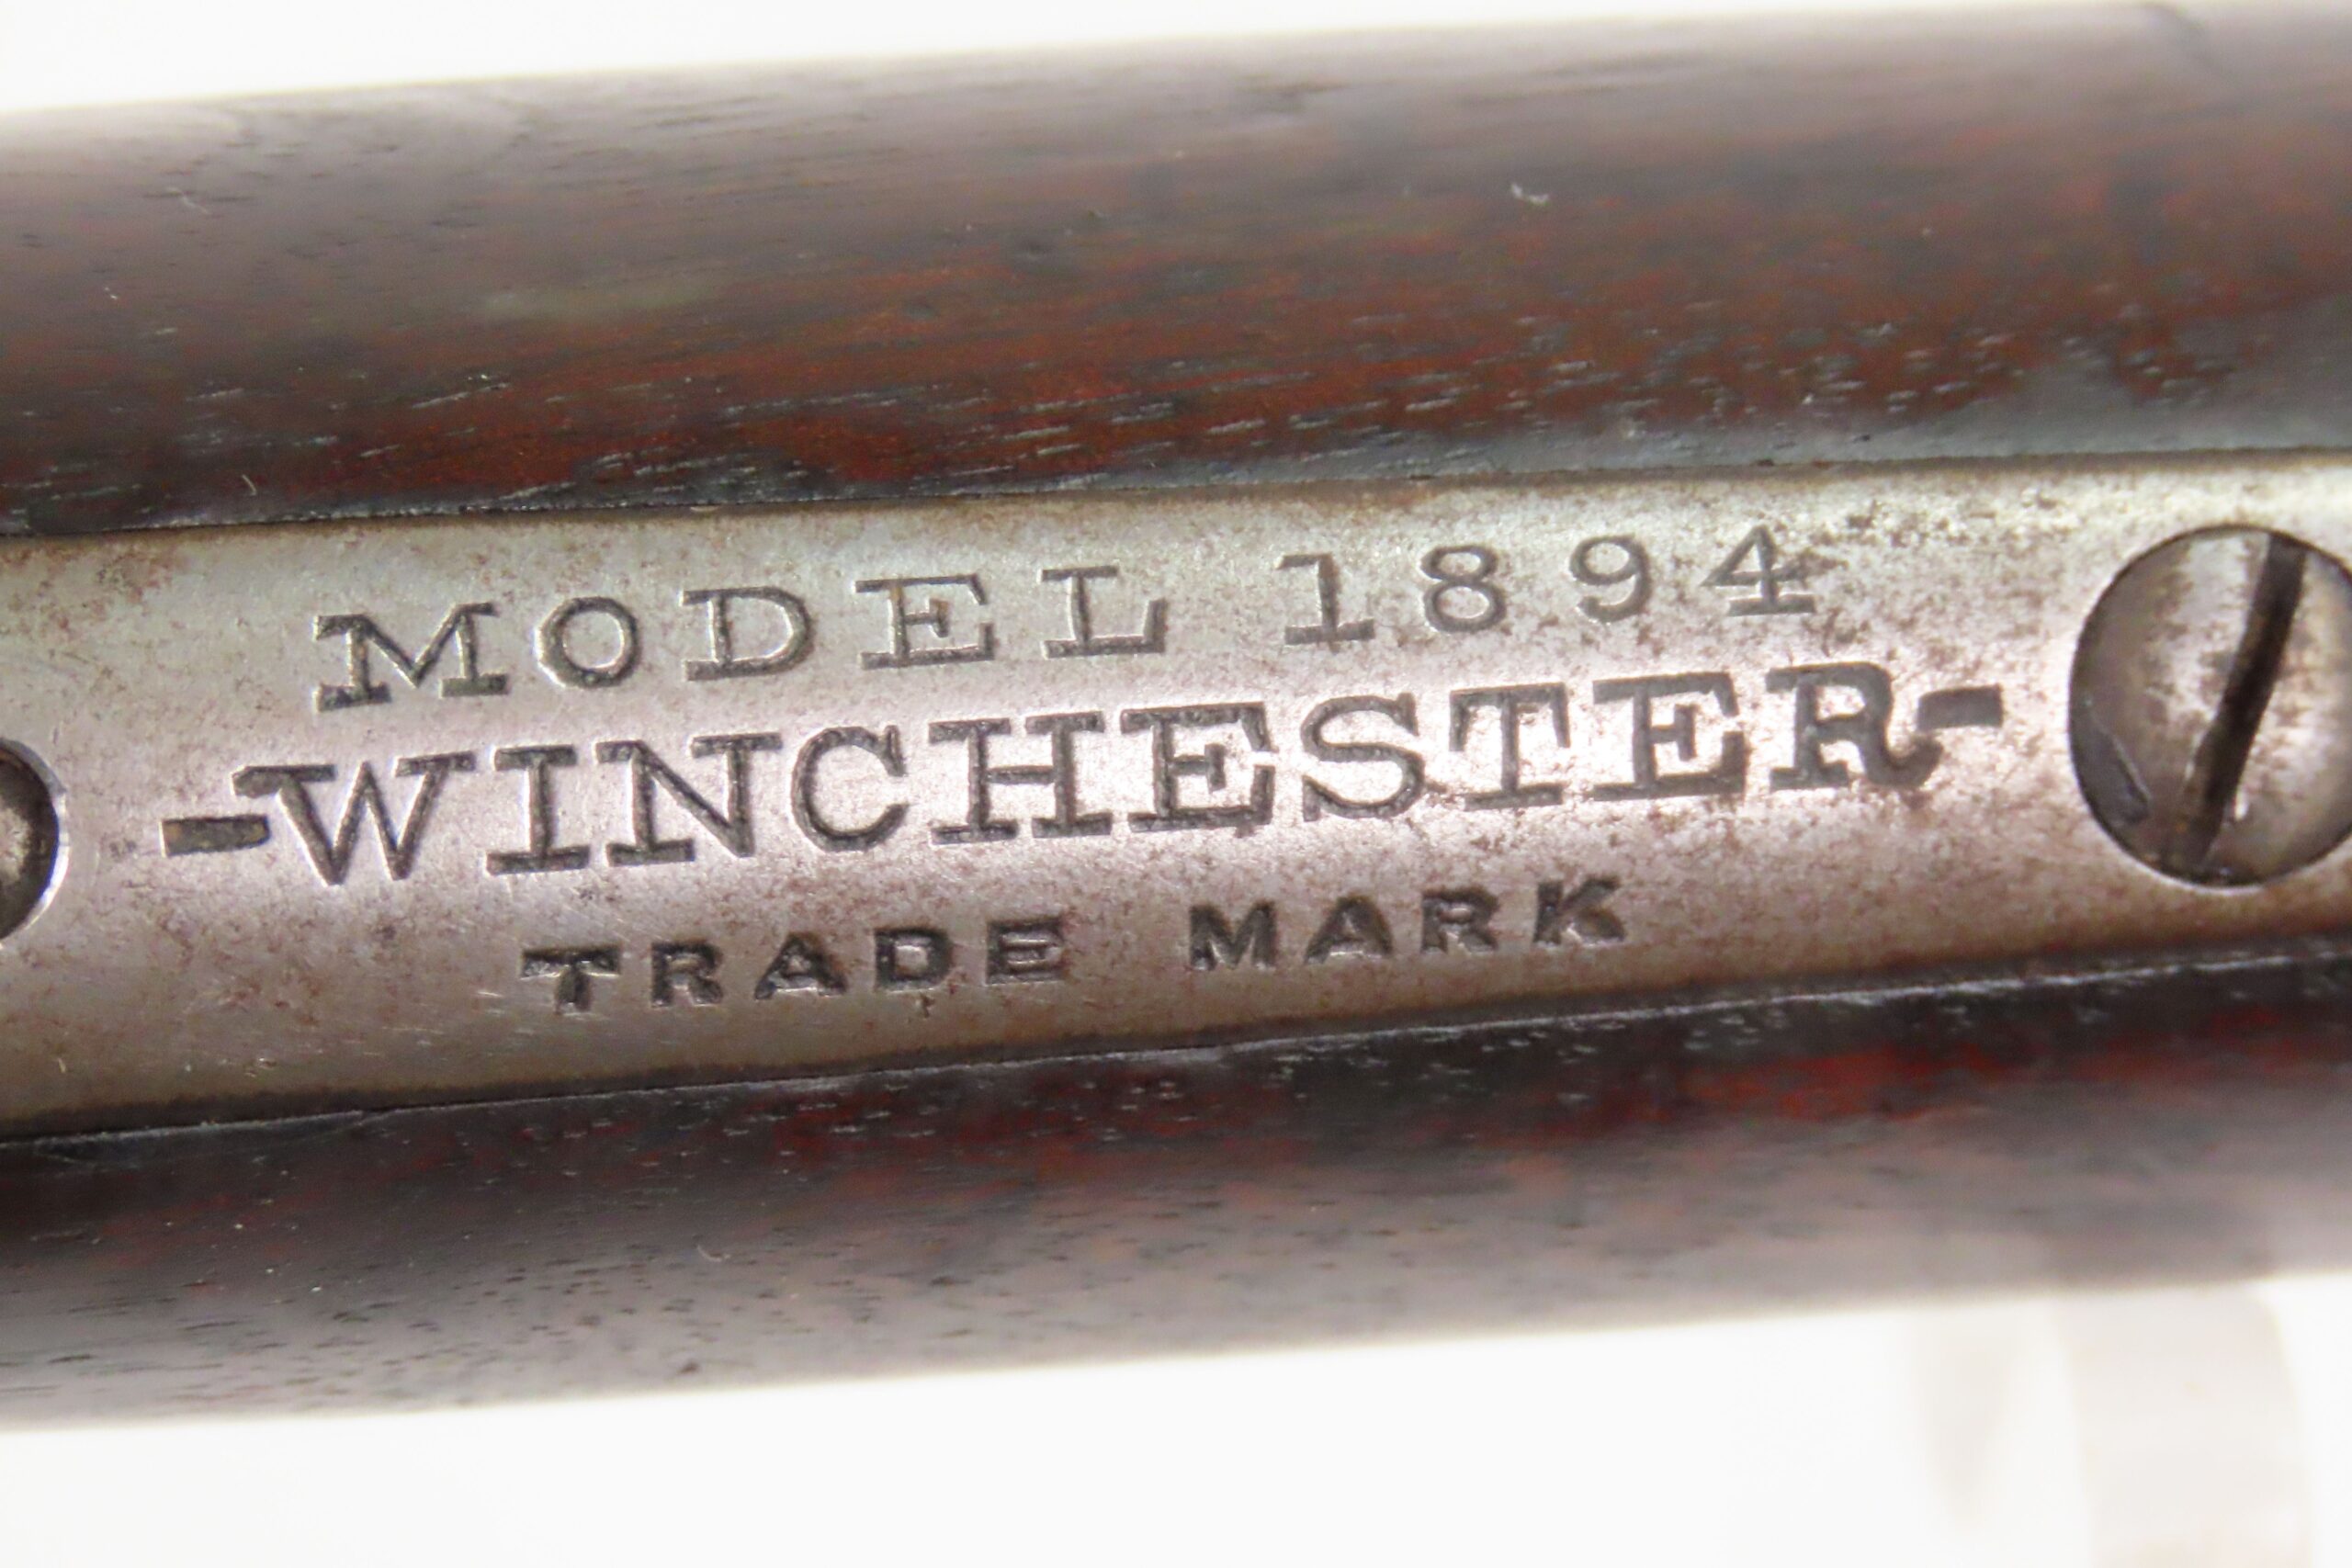 MODEL 1894
-WINCHESTER-
TRADE MARK